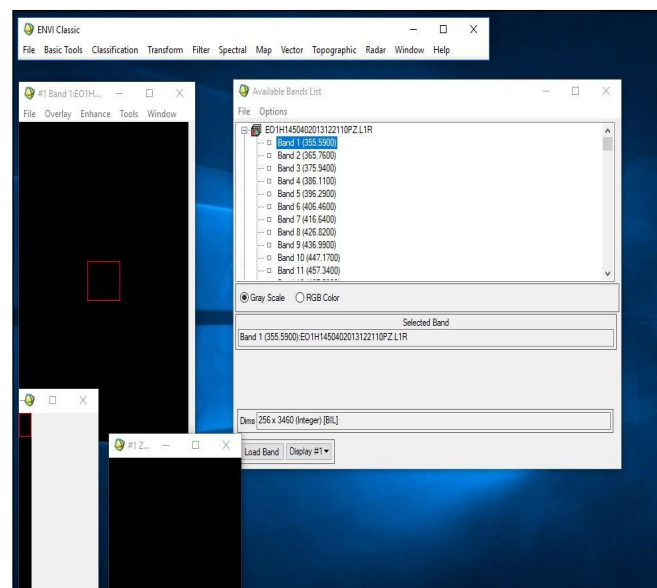 ENVI Classic
File Basic Tools Classification Transform Filter Spectral Map Vector Topographic Radar Window Help
#1 Band 1:EO1H...
File Overlay Enhance Tools Window
Available Bands List
File Options
EO1H1450402013122110PZ.L1R
Band 1 (355.5900)
Band 2 (365.7600)
Band 3 (375.9400)
Band 4 (386.1100)
Band 5 (396.2900)
Band 6 (406.4600)
Band 7 (416.6400)
Band 8 (426.8200)
Band 9 (436.9900)
Band 10 (447.1700)
Band 11 (457.3400)
Gray Scale RGB Color
Selected Band
Band 1 (355.5900):EO1H1450402013122110PZ.L1R
Dims 256 x 3460 (Integer) [BIL]
Load Band Display #1
#1 Z...